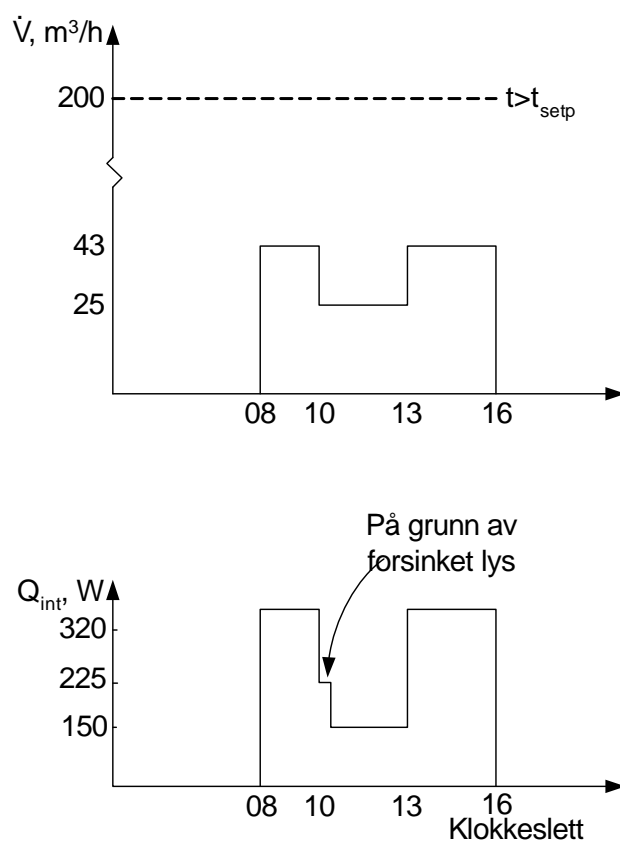 V̇, m³/h
200
t>t_setp
43
25
08 10 13 16
På grunn av
forsinket lys
Q_int, W
320
225
150
08 10 13 16
Klokkeslett